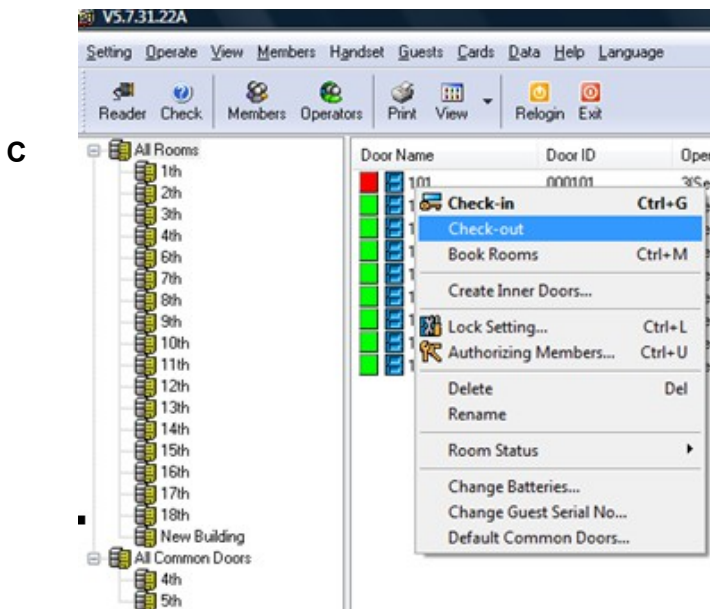 V5.7.31.22A
Setting Operate View Members Handset Guests Cards Data Help Language
Reader Check Members Operators Print View Relogin Exit
C
All Rooms
1th
2th
3th
4th
6th
7th
8th
9th
10th
11th
12th
13th
14th
15th
16th
17th
18th
New Building
All Common Doors
4th
5th
Door Name Door ID
101 000101
Check-in Ctrl+G
Check-out
Book Rooms Ctrl+M
Create Inner Doors...
Lock Setting... Ctrl+L
Authorizing Members... Ctrl+U
Delete Del
Rename
Room Status
Change Batteries...
Change Guest Serial No...
Default Common Doors...